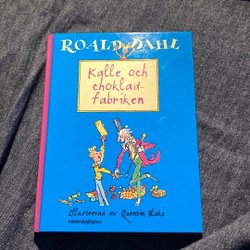 ROALD DAHL
Kalle och
choklad-
fabriken
Illustrerad av Quentin Blake
rabén&sjögren